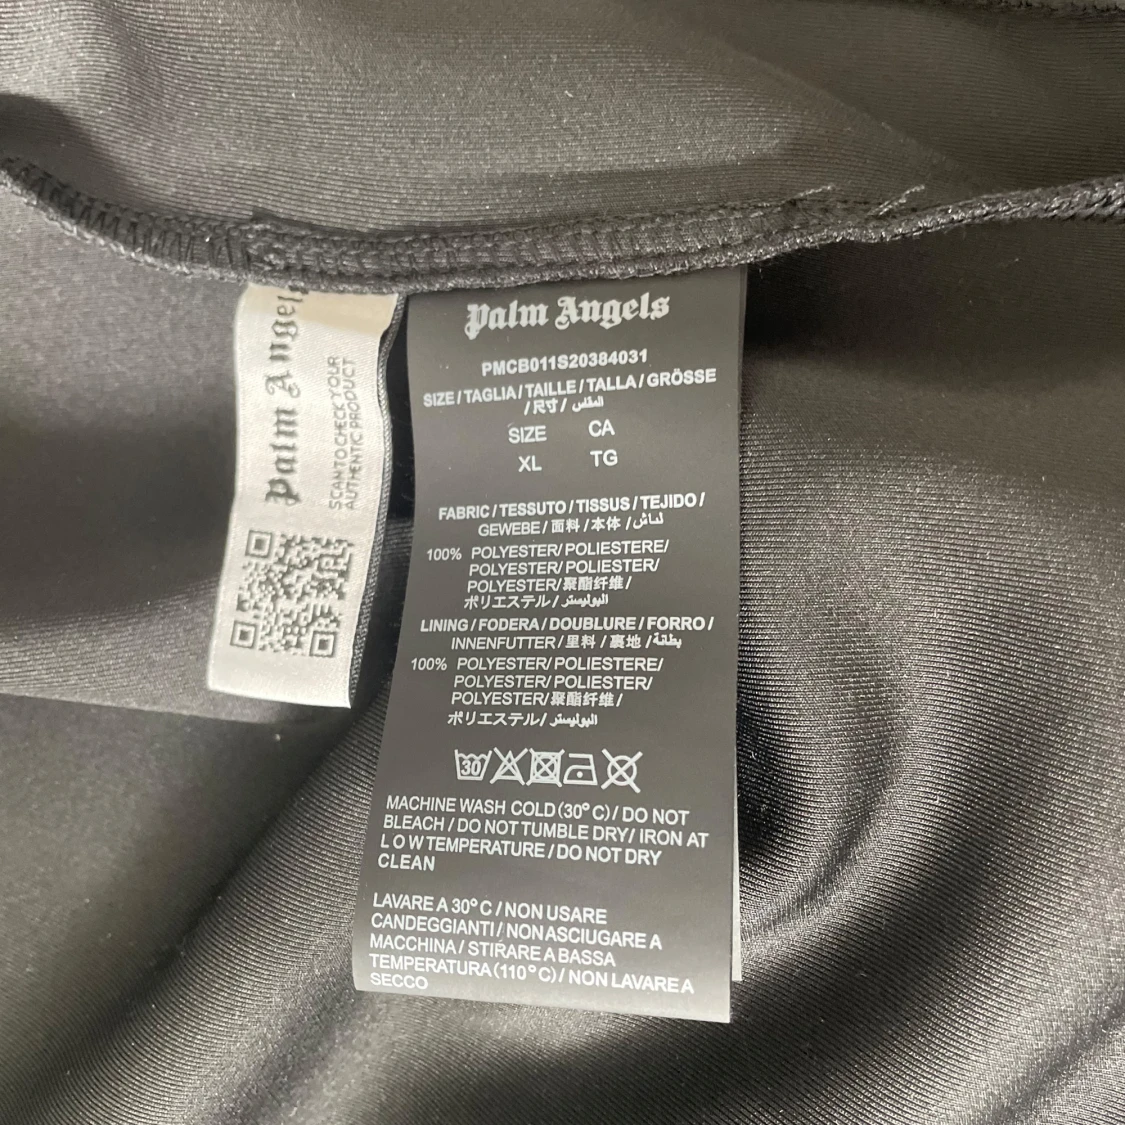 Palm Angels
SCAN TO CHECK YOUR
AUTHENTIC PRODUCT
Palm Angels
PMCB011S20384031
SIZE / TAGLIA / TAILLE / TALLA / GRÖSSE
/ 尺寸 / المقاس
SIZE CA
XL TG
FABRIC / TESSUTO / TISSUS / TEJIDO /
GEWEBE / 面料 / 本体 / لماش
100% POLYESTER/ POLIESTERE/
POLYESTER/ POLIESTER/
POLYESTER/聚酯纤维/
ポリエステル/ البوليستر
LINING / FODERA / DOUBLURE / FORRO /
INNENFUTTER/ 里料 / 裏地 / بطانة
100% POLYESTER/ POLIESTERE/
POLYESTER/ POLIESTER/
POLYESTER/聚酯纤维/
ポリエステル/ البوليستر
30
MACHINE WASH COLD (30°C) / DO NOT
BLEACH / DO NOT TUMBLE DRY/ IRON AT
LOW TEMPERATURE / DO NOT DRY
CLEAN
LAVARE A 30°C / NON USARE
CANDEGGIANTI / NON ASCIUGARE A
MACCHINA / STIRARE A BASSA
TEMPERATURA (110°C) / NON LAVARE A
SECCO